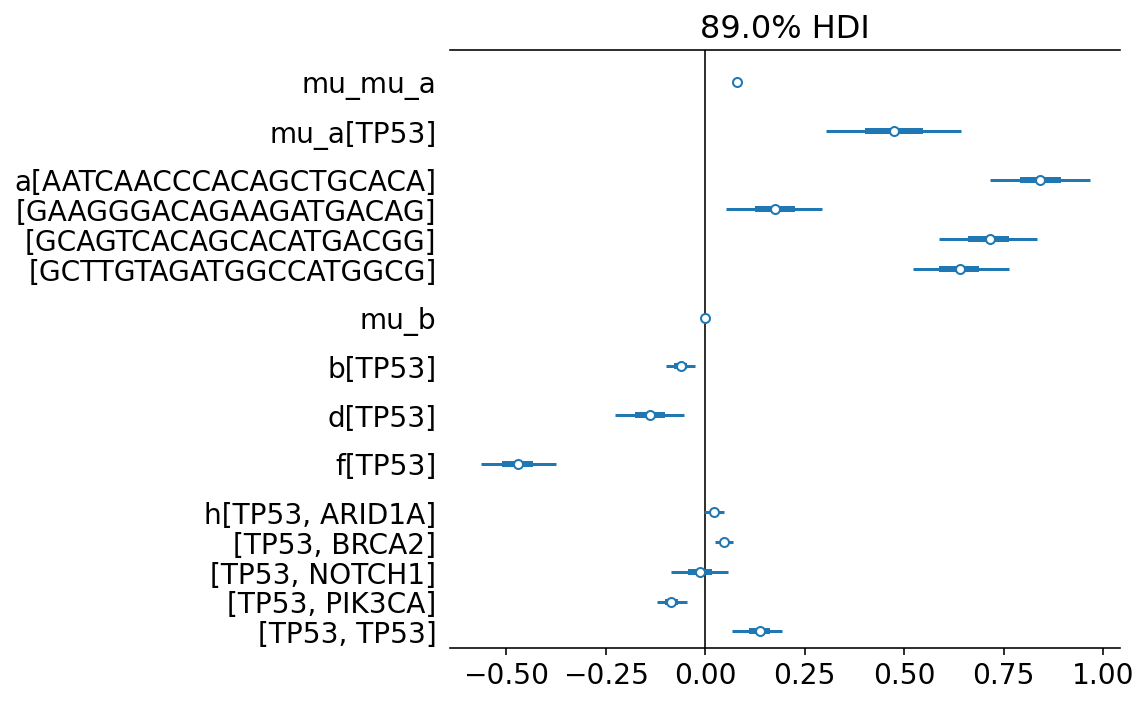 89.0% HDI
mu_mu_a
mu_a[TP53]
a[AATCAACCCACAGCTGCACA]
[GAAGGGACAGAAGATGACAG]
[GCAGTCACAGCACATGACGG]
[GCTTGTAGATGGCCATGGCG]
mu_b
b[TP53]
d[TP53]
f[TP53]
h[TP53, ARID1A]
[TP53, BRCA2]
[TP53, NOTCH1]
[TP53, PIK3CA]
[TP53, TP53]
−0.50 −0.25 0.00 0.25 0.50 0.75 1.00